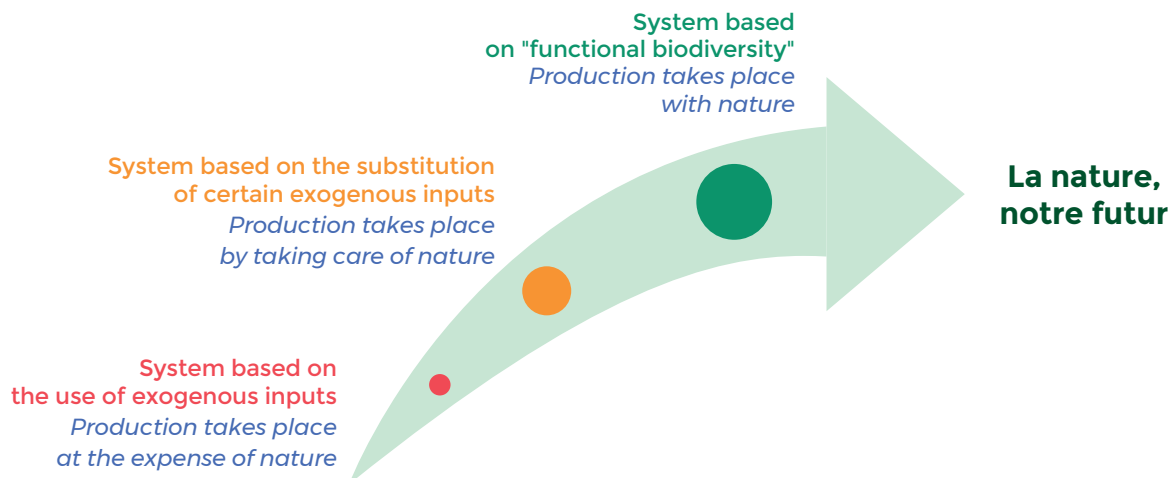 System based
on "functional biodiversity"
Production takes place
with nature
System based on the substitution
of certain exogenous inputs
Production takes place
by taking care of nature
La nature,
notre futur
System based on
the use of exogenous inputs
Production takes place
at the expense of nature